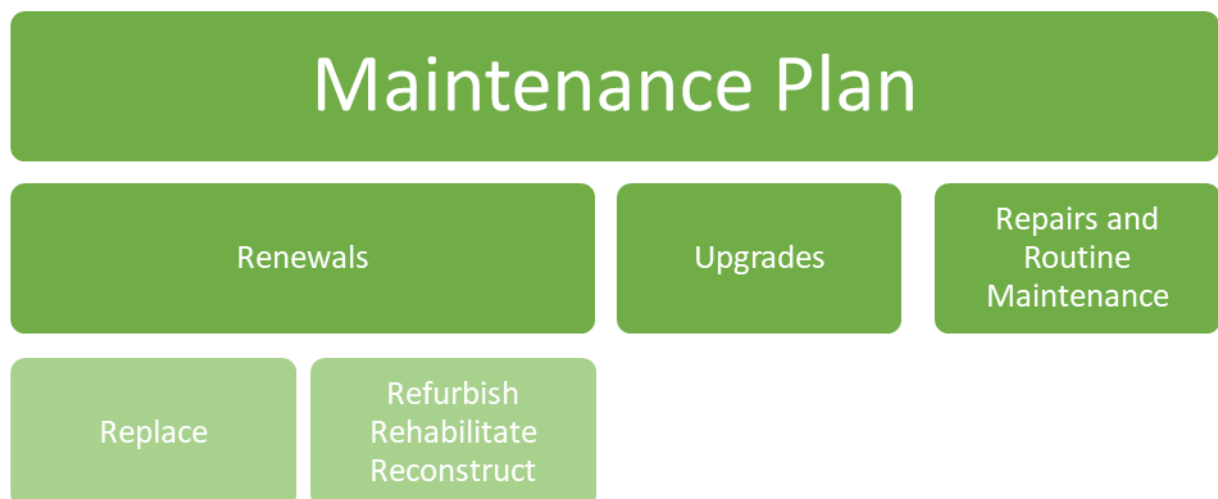 Maintenance Plan
Renewals
Upgrades
Repairs and
Routine
Maintenance
Replace
Refurbish
Rehabilitate
Reconstruct